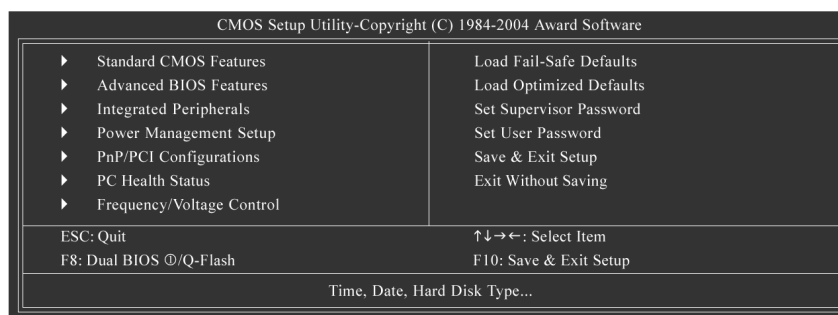 CMOS Setup Utility-Copyright (C) 1984-2004 Award Software
Standard CMOS Features
Advanced BIOS Features
Integrated Peripherals
Power Management Setup
PnP/PCI Configurations
PC Health Status
Frequency/Voltage Control
Load Fail-Safe Defaults
Load Optimized Defaults
Set Supervisor Password
Set User Password
Save & Exit Setup
Exit Without Saving
ESC: Quit
↑↓→←: Select Item
F8: Dual BIOS ①/Q-Flash
F10: Save & Exit Setup
Time, Date, Hard Disk Type...